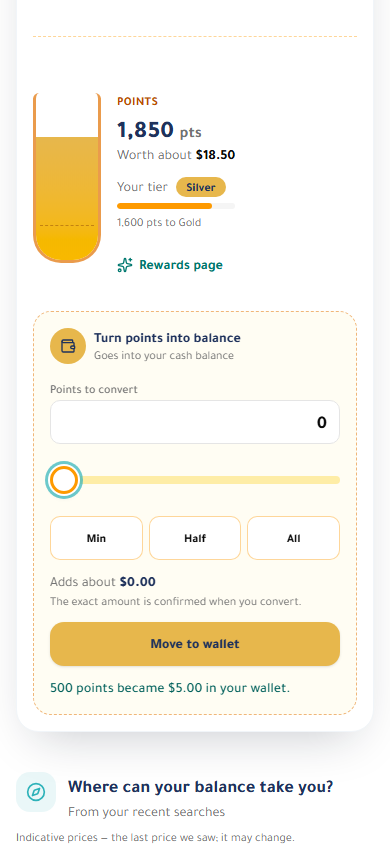 POINTS
1,850 pts
Worth about $18.50
Your tier Silver
1,600 pts to Gold
Rewards page
Turn points into balance
Goes into your cash balance
Points to convert
0
Min Half All
Adds about $0.00
The exact amount is confirmed when you convert.
Move to wallet
500 points became $5.00 in your wallet.
Where can your balance take you?
From your recent searches
Indicative prices – the last price we saw; it may change.